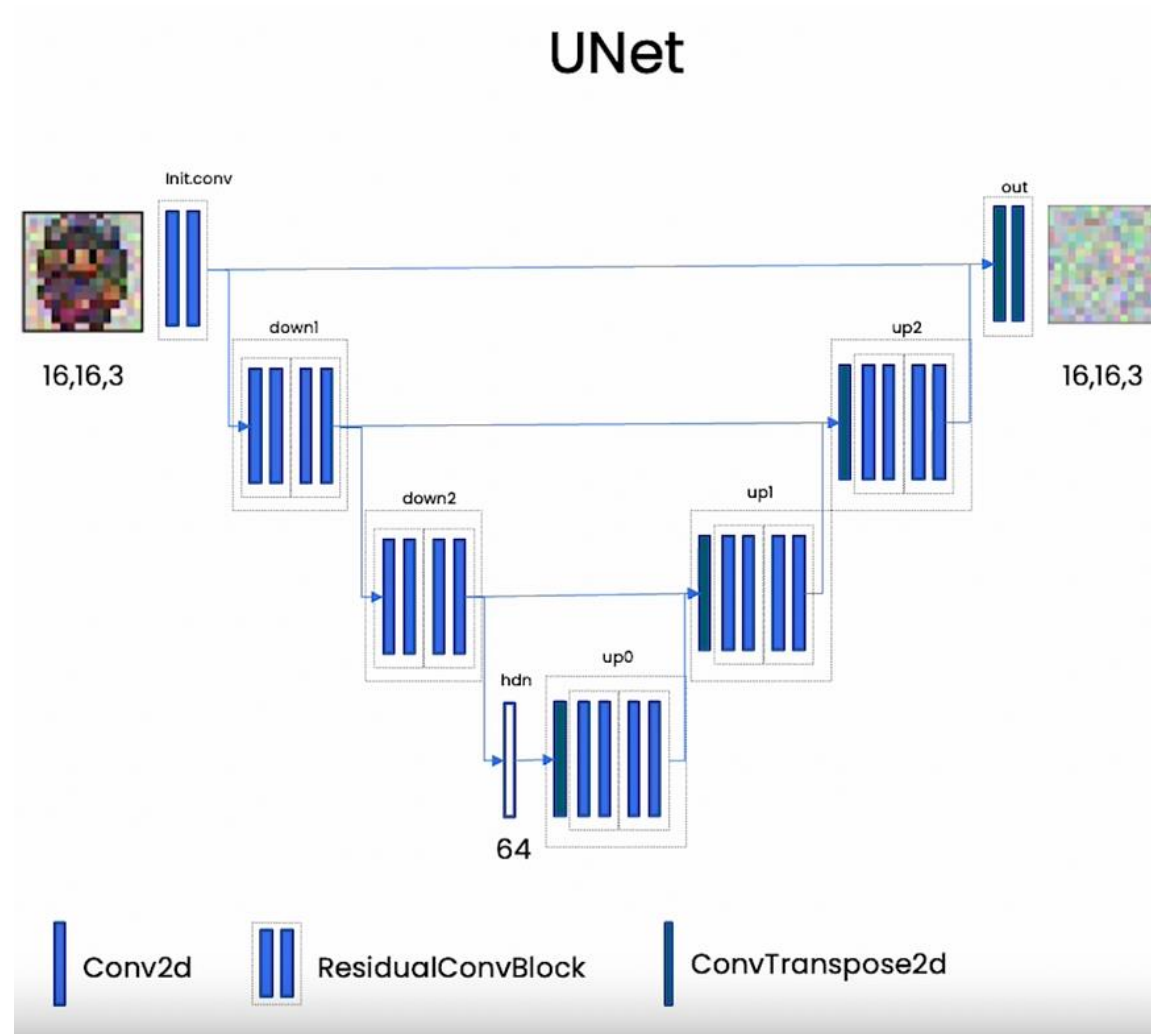 UNet
Init.conv
out
16,16,3
down1
up2
16,16,3
down2
up1
hdn
up0
64
Conv2d
ResidualConvBlock
ConvTranspose2d